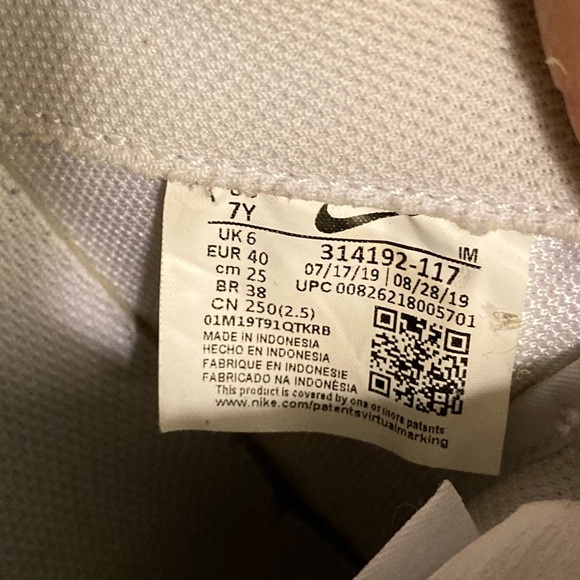 7Y
UK 6
EUR 40
cm 25
BR 38
CN 250(2.5)
01M19T91QTKRB
IM
314192-117
07/17/19 | 08/28/19
UPC 00826218005701
MADE IN INDONESIA
HECHO EN INDONESIA
FABRIQUE EN INDONESIE
FABRICADO NA INDONÉSIA
This product is covered by one or more patents
www.nike.com/patentsvirtualmarking